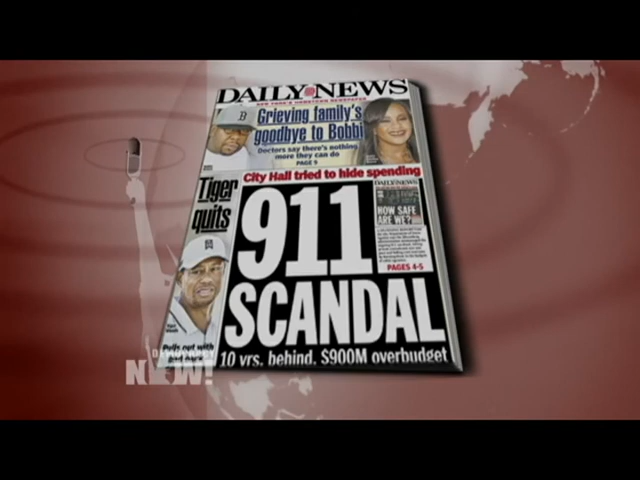 DAILY NEWS
NEW YORK'S HOMETOWN NEWSPAPER
Grieving family's
goodbye to Bobbi
Doctors say there's nothing
more they can do
PAGE 5
City Hall tried to hide spending
Tiger
quits
DAILY NEWS
HOW SAFE
ARE WE?
PAGES 4-5
911
SCANDAL
10 yrs. behind, $900M overbudget
Pulls out with
DEMOCRACY
NOW!